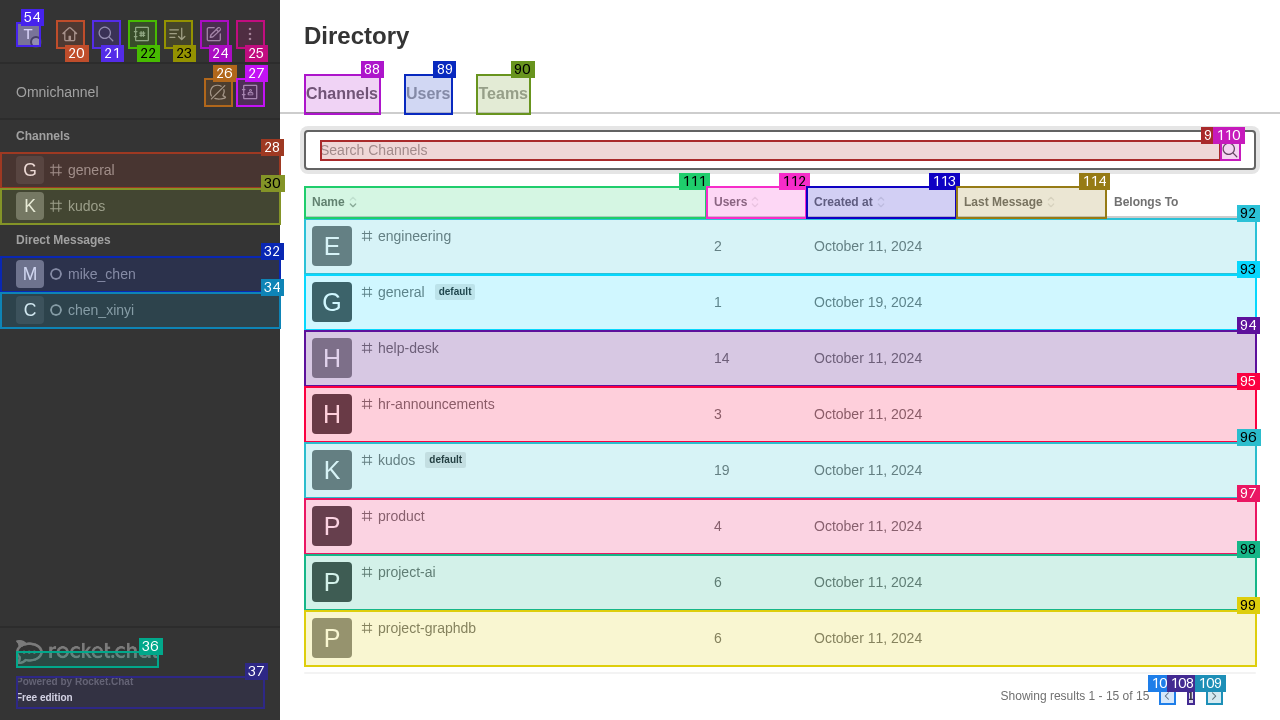 54
T
20
21
22
23
24
25
Omnichannel
26
27
Channels
28
G general
30
K kudos
Direct Messages
32
M mike_chen
34
C chen_xinyi
36
rocket.chat
37
Powered by Rocket.Chat
Free edition
Directory
88
89
90
Channels Users Teams
110
Search Channels
111
112
113
114
Name Users Created at Last Message Belongs To
92
E engineering 2 October 11, 2024
93
G general default 1 October 19, 2024
94
H help-desk 14 October 11, 2024
95
H hr-announcements 3 October 11, 2024
96
K kudos default 19 October 11, 2024
97
P product 4 October 11, 2024
98
P project-ai 6 October 11, 2024
99
P project-graphdb 6 October 11, 2024
108
109
Showing results 1 - 15 of 15